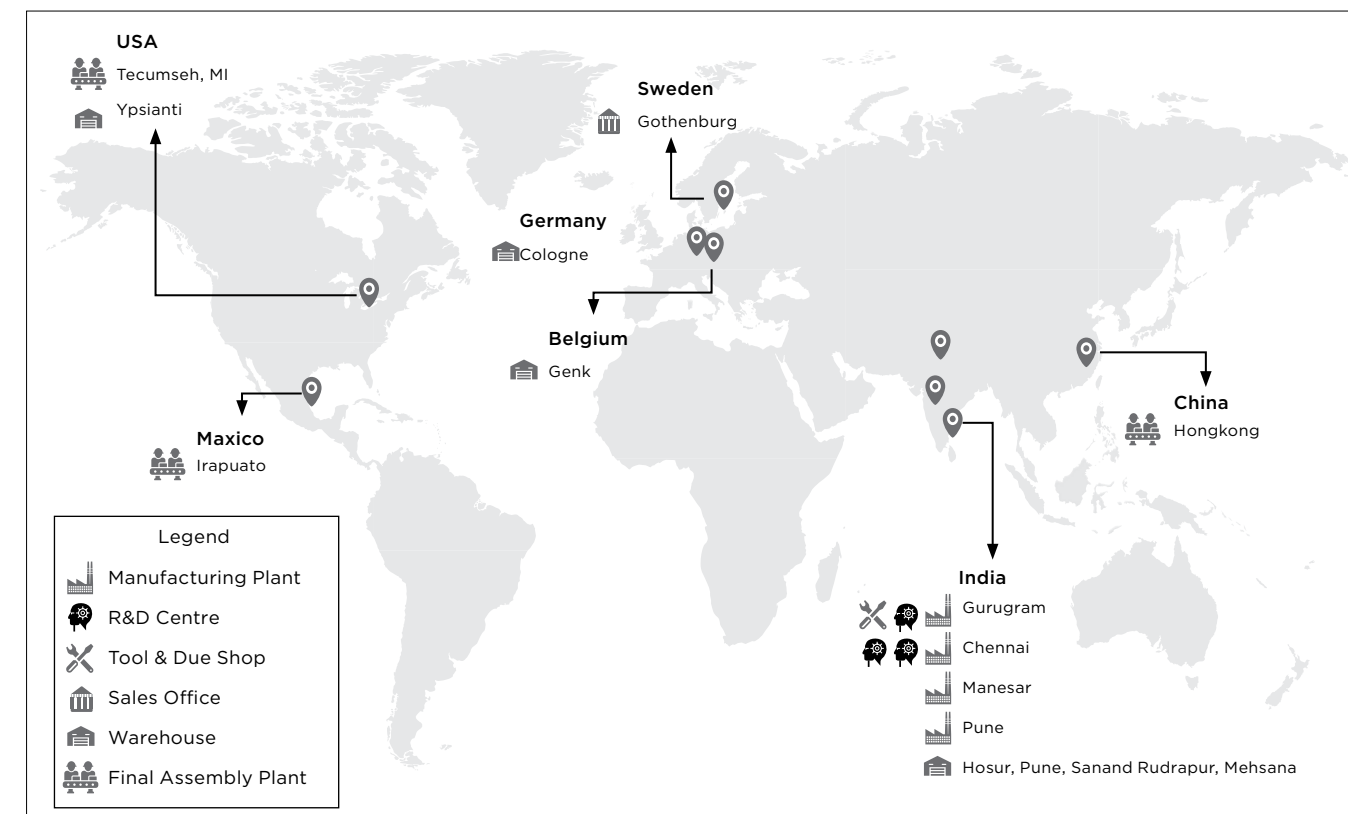 USA
Tecumseh, MI
Ypsianti
Sweden
Gothenburg
Germany
Cologne
Belgium
Genk
Maxico
Irapuato
China
Hongkong
India
Gurugram
Chennai
Manesar
Pune
Hosur, Pune, Sanand Rudrapur, Mehsana
Legend
Manufacturing Plant
R&D Centre
Tool & Due Shop
Sales Office
Warehouse
Final Assembly Plant